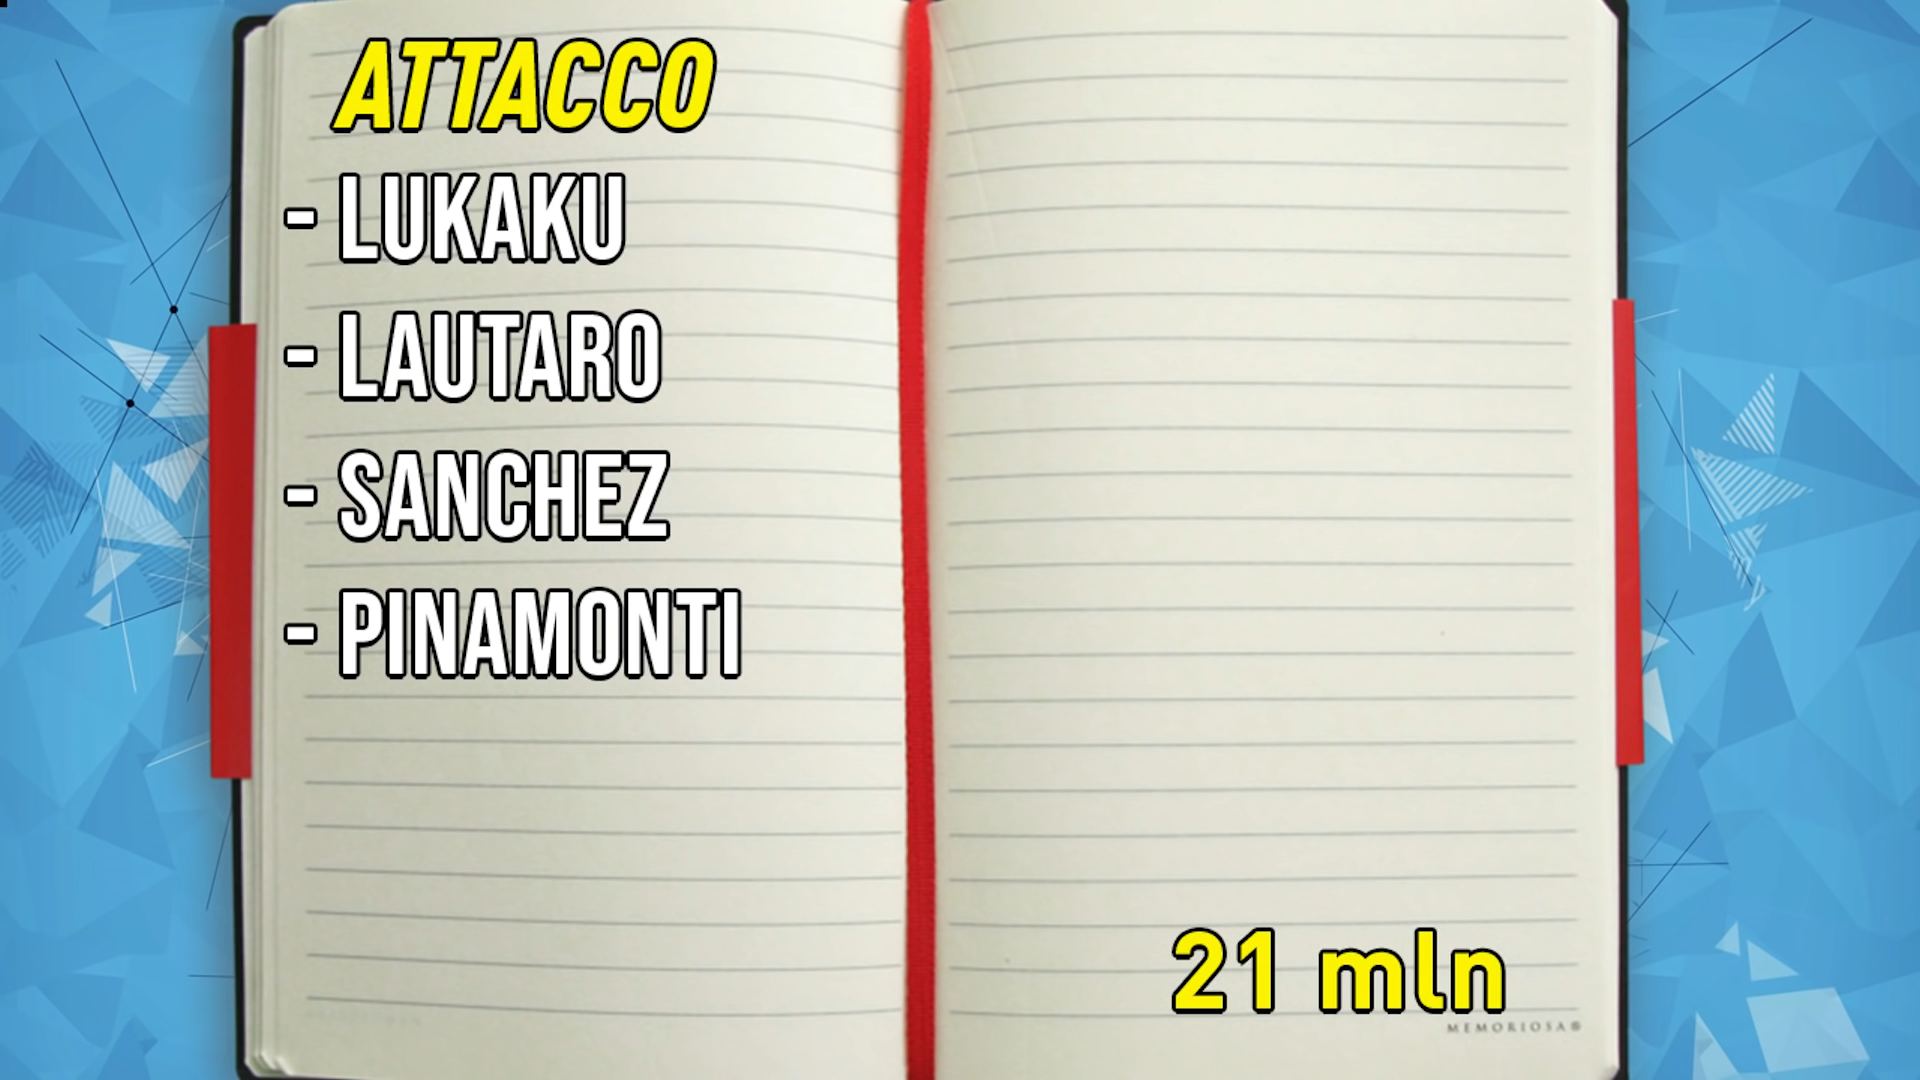 ATTACCO
- LUKAKU
- LAUTARO
- SANCHEZ
- PINAMONTI
21 mln
MEMORIOSA®